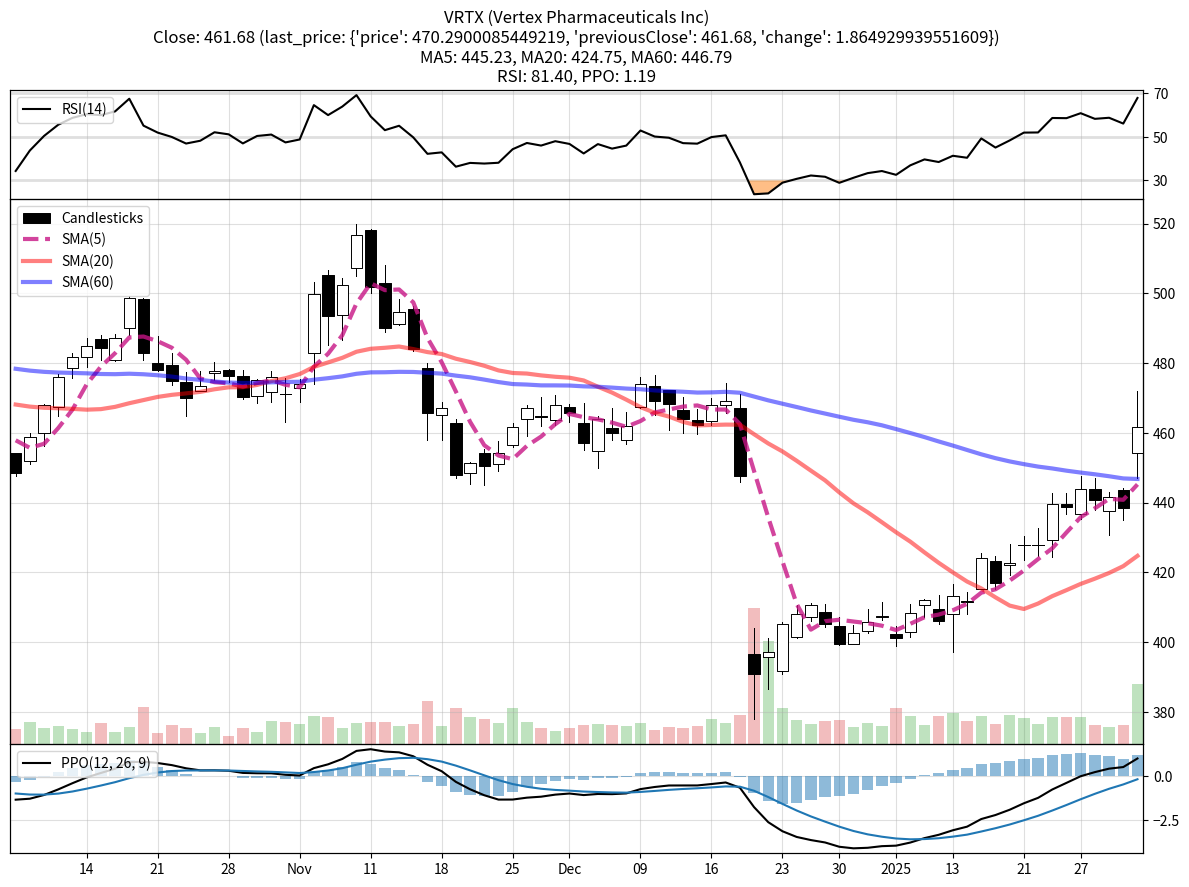 VRTX (Vertex Pharmaceuticals Inc)
Close: 461.68 (last_price: {'price': 470.2900085449219, 'previousClose': 461.68, 'change': 1.864929939551609})
MA5: 445.23, MA20: 424.75, MA60: 446.79
RSI: 81.40, PPO: 1.19
RSI(14)
70
50
30
Candlesticks
SMA(5)
SMA(20)
SMA(60)
520
500
480
460
440
420
400
380
PPO(12, 26, 9)
0.0
−2.5
14 21 28 Nov 11 18 25 Dec 09 16 23 30 2025 13 21 27